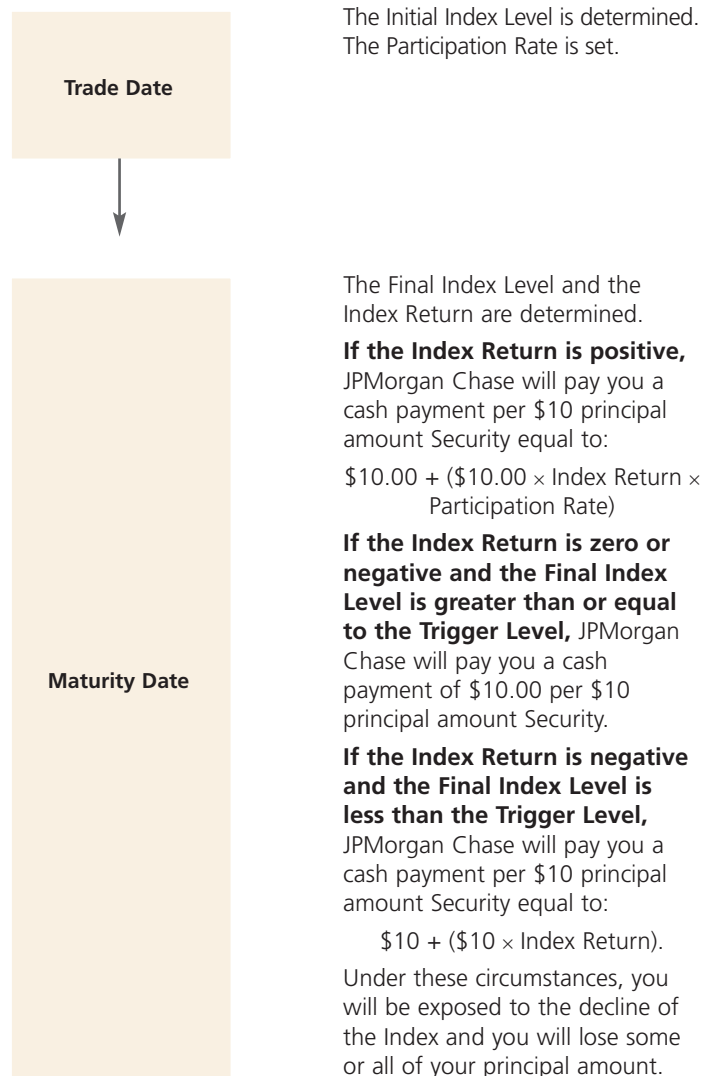 Trade Date
The Initial Index Level is determined.
The Participation Rate is set.
Maturity Date
The Final Index Level and the
Index Return are determined.
If the Index Return is positive,
JPMorgan Chase will pay you a
cash payment per $10 principal
amount Security equal to:
$10.00 + ($10.00 × Index Return ×
Participation Rate)
If the Index Return is zero or
negative and the Final Index
Level is greater than or equal
to the Trigger Level, JPMorgan
Chase will pay you a cash
payment of $10.00 per $10
principal amount Security.
If the Index Return is negative
and the Final Index Level is
less than the Trigger Level,
JPMorgan Chase will pay you a
cash payment per $10 principal
amount Security equal to:
$10 + ($10 × Index Return).
Under these circumstances, you
will be exposed to the decline of
the Index and you will lose some
or all of your principal amount.